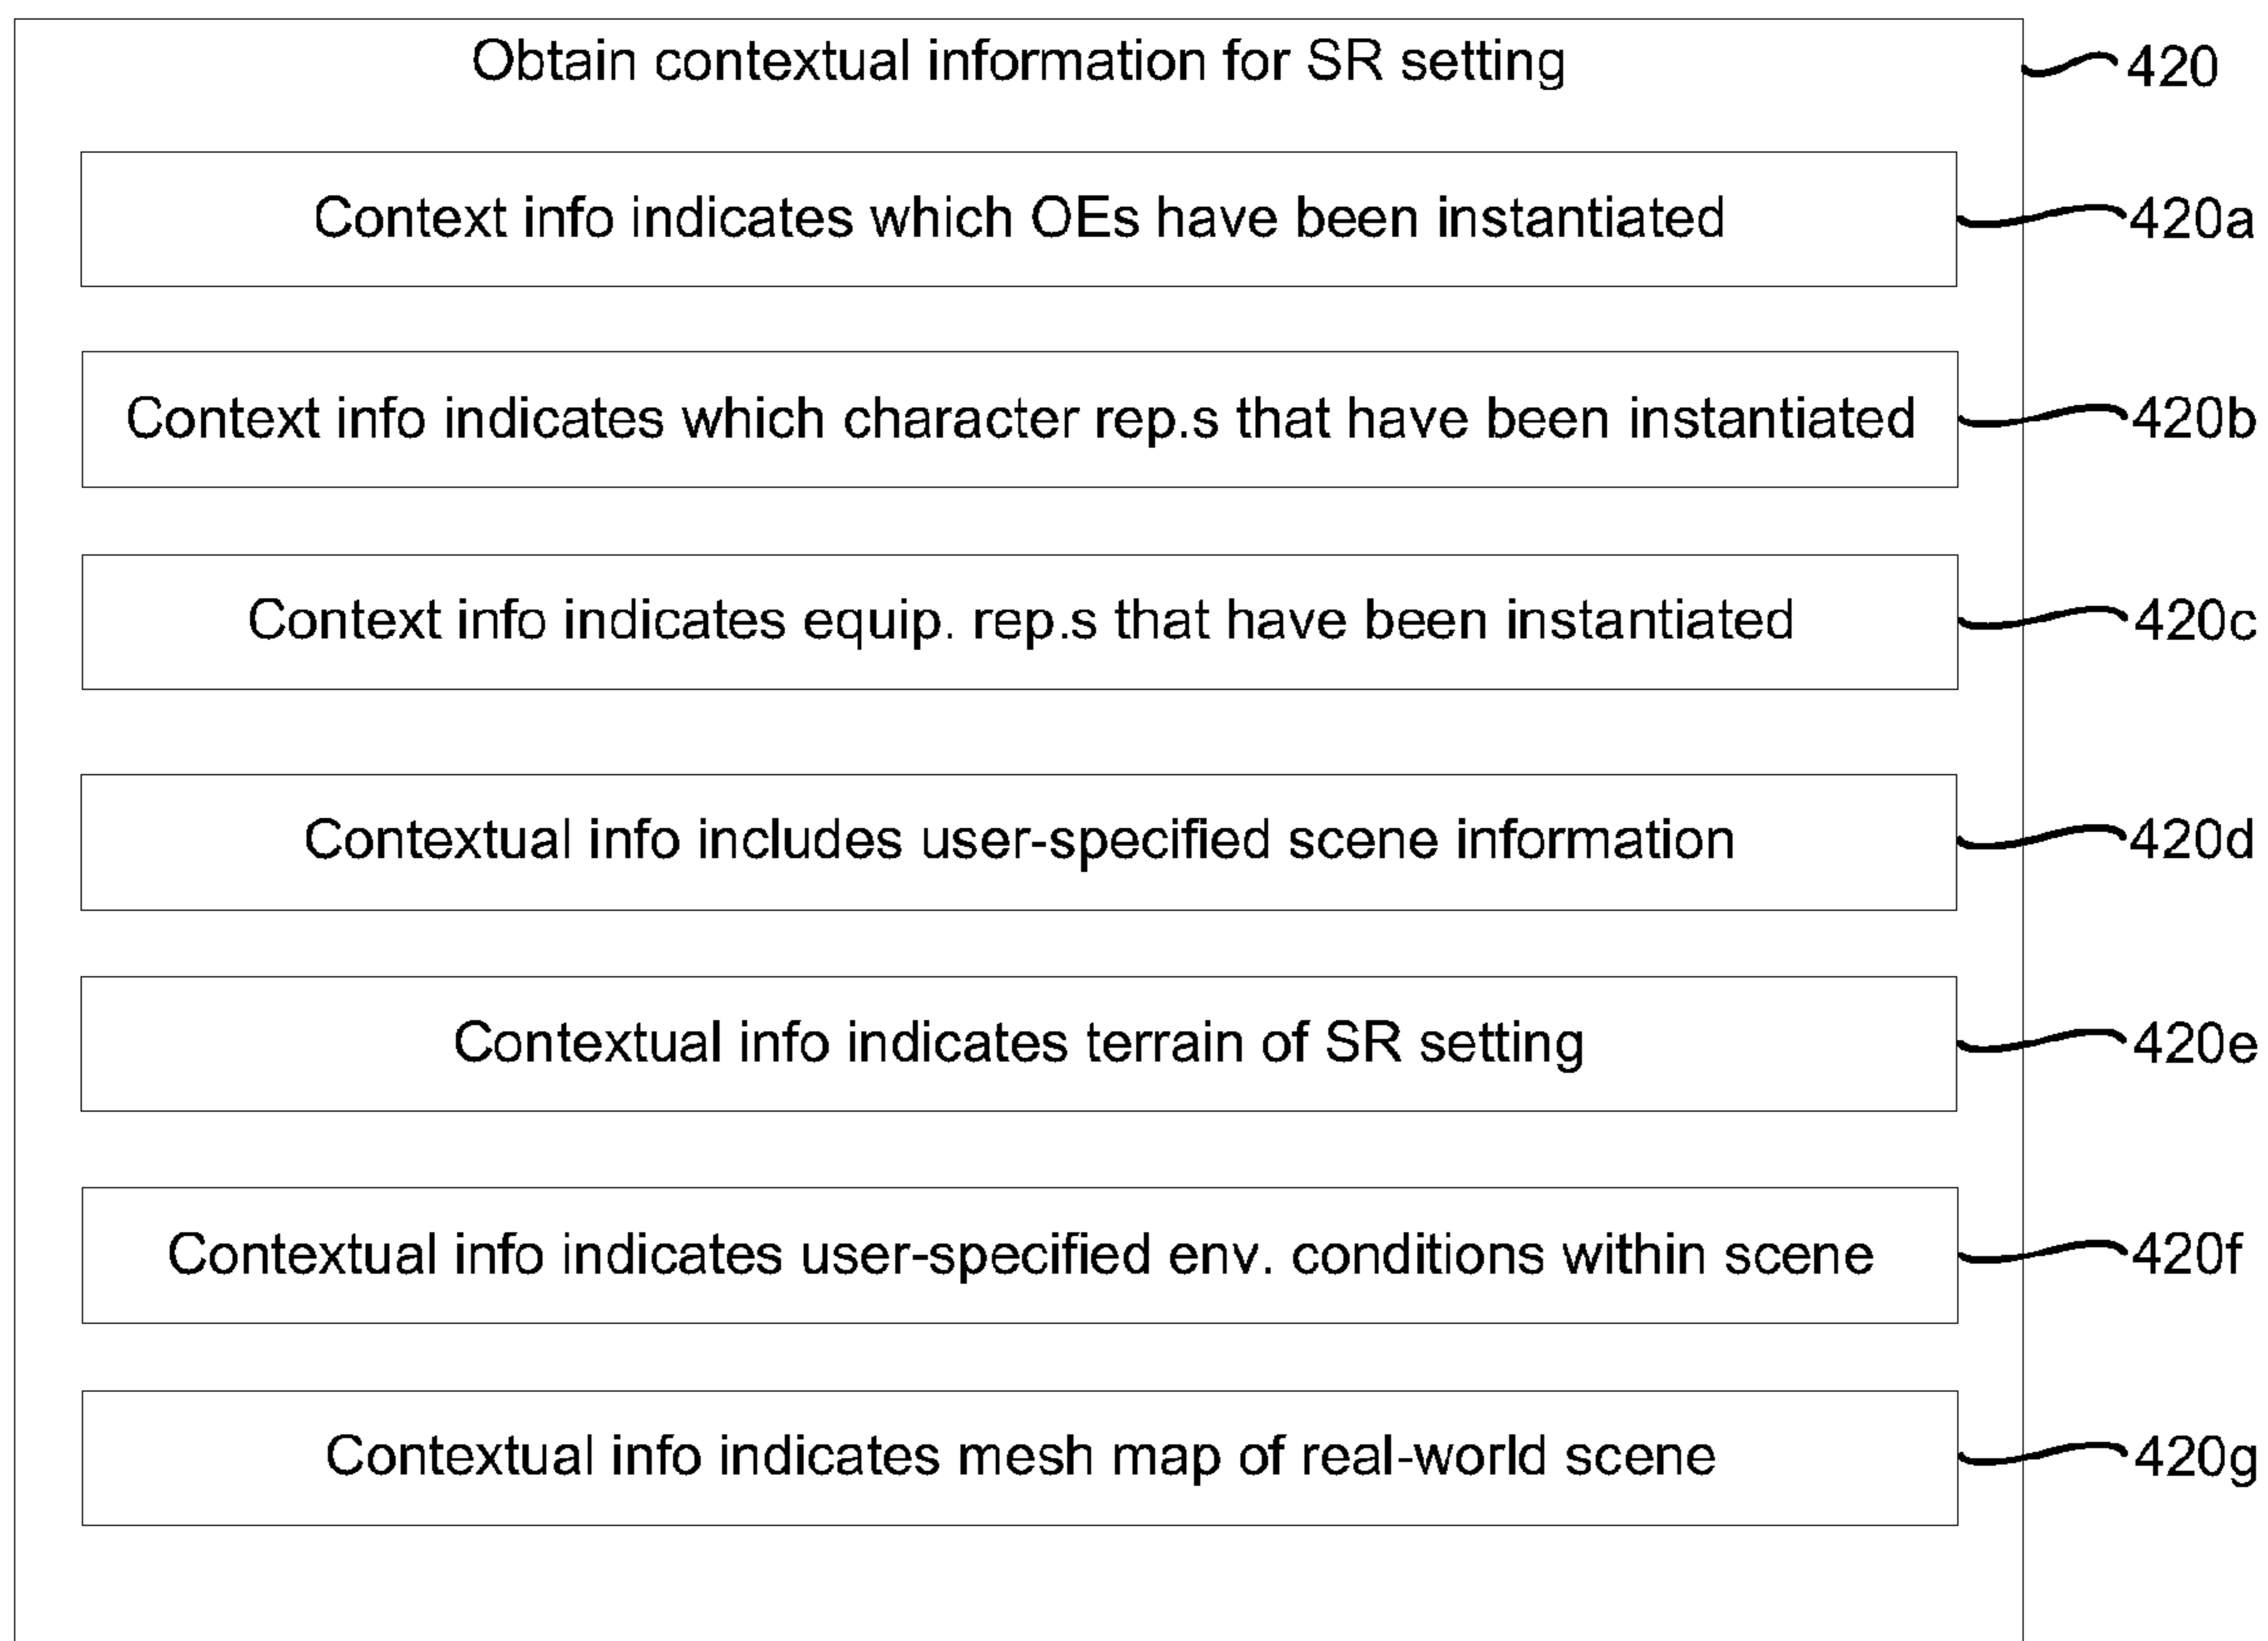 Obtain contextual information for SR setting
420
Context info indicates which OEs have been instantiated
420a
Context info indicates which character rep.s that have been instantiated
420b
Context info indicates equip. rep.s that have been instantiated
420c
Contextual info includes user-specified scene information
420d
Contextual info indicates terrain of SR setting
420e
Contextual info indicates user-specified env. conditions within scene
420f
Contextual info indicates mesh map of real-world scene
420g